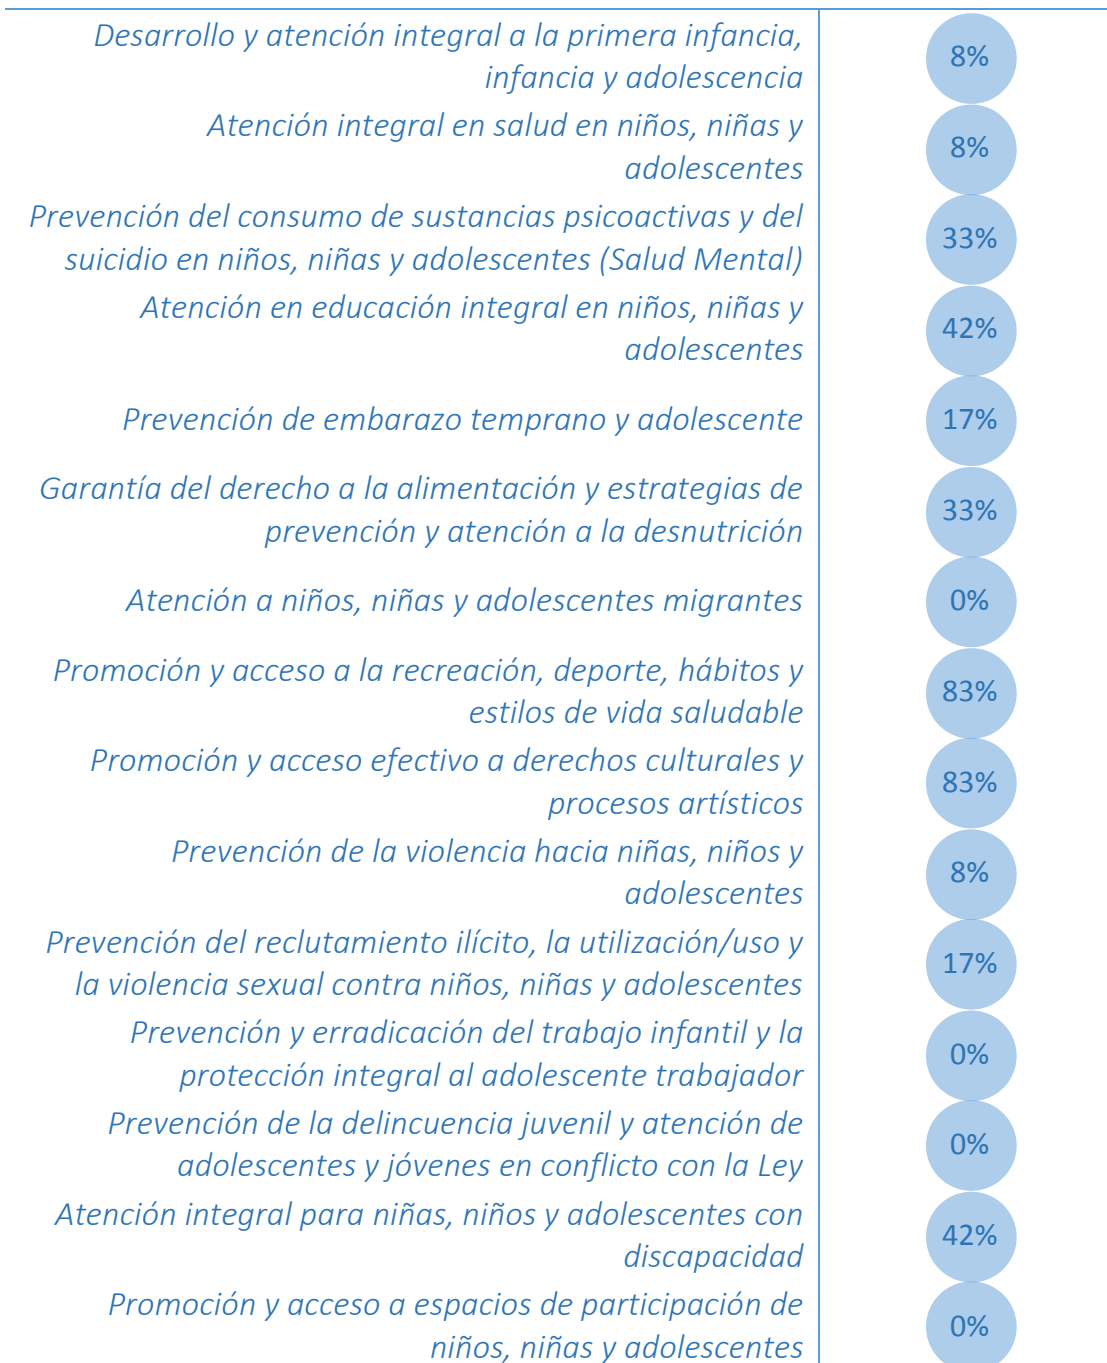 Desarrollo y atención integral a la primera infancia,
infancia y adolescencia
8%
Atención integral en salud en niños, niñas y
adolescentes
8%
Prevención del consumo de sustancias psicoactivas y del
suicidio en niños, niñas y adolescentes (Salud Mental)
33%
Atención en educación integral en niños, niñas y
adolescentes
42%
Prevención de embarazo temprano y adolescente
17%
Garantía del derecho a la alimentación y estrategias de
prevención y atención a la desnutrición
33%
Atención a niños, niñas y adolescentes migrantes
0%
Promoción y acceso a la recreación, deporte, hábitos y
estilos de vida saludable
83%
Promoción y acceso efectivo a derechos culturales y
procesos artísticos
83%
Prevención de la violencia hacia niñas, niños y
adolescentes
8%
Prevención del reclutamiento ilícito, la utilización/uso y
la violencia sexual contra niños, niñas y adolescentes
17%
Prevención y erradicación del trabajo infantil y la
protección integral al adolescente trabajador
0%
Prevención de la delincuencia juvenil y atención de
adolescentes y jóvenes en conflicto con la Ley
0%
Atención integral para niñas, niños y adolescentes con
discapacidad
42%
Promoción y acceso a espacios de participación de
niños, niñas y adolescentes
0%